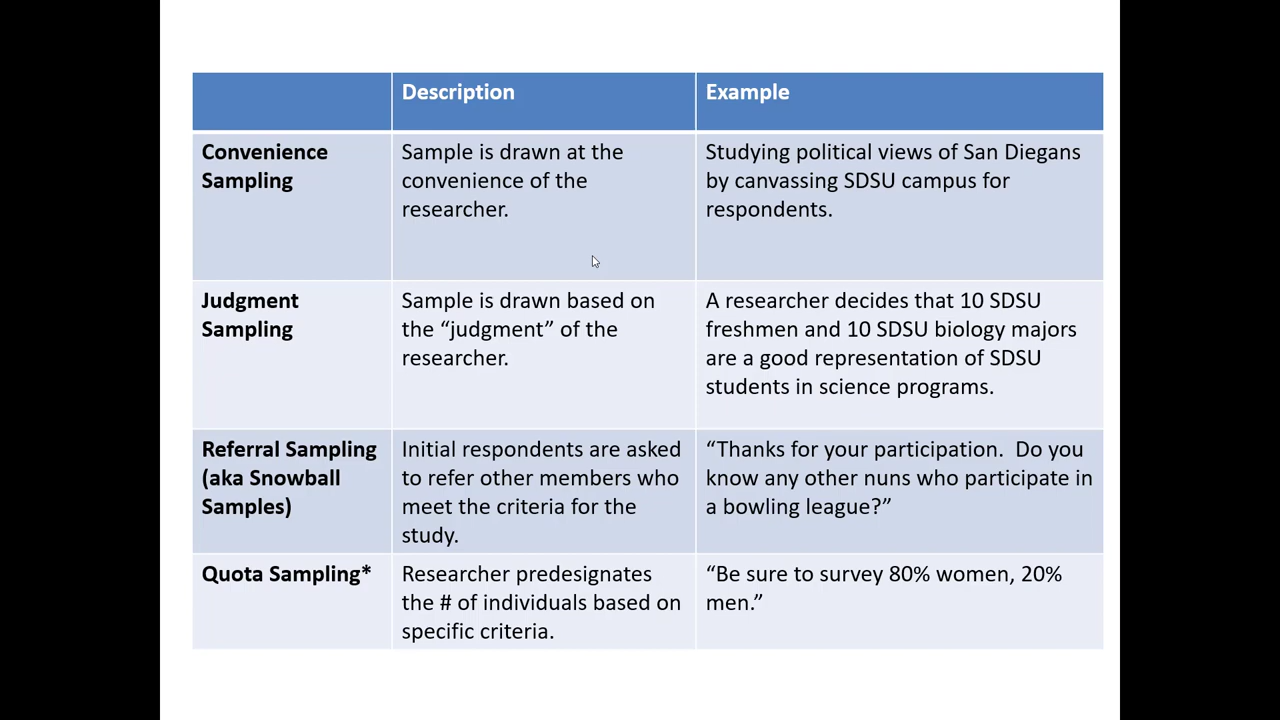 Description
Example
Convenience
Sampling
Sample is drawn at the
convenience of the
researcher.
Studying political views of San Diegans
by canvassing SDSU campus for
respondents.
Judgment
Sampling
Sample is drawn based on
the “judgment” of the
researcher.
A researcher decides that 10 SDSU
freshmen and 10 SDSU biology majors
are a good representation of SDSU
students in science programs.
Referral Sampling
(aka Snowball
Samples)
Initial respondents are asked
to refer other members who
meet the criteria for the
study.
“Thanks for your participation.  Do you
know any other nuns who participate in
a bowling league?”
Quota Sampling*
Researcher predesignates
the # of individuals based on
specific criteria.
“Be sure to survey 80% women, 20%
men.”